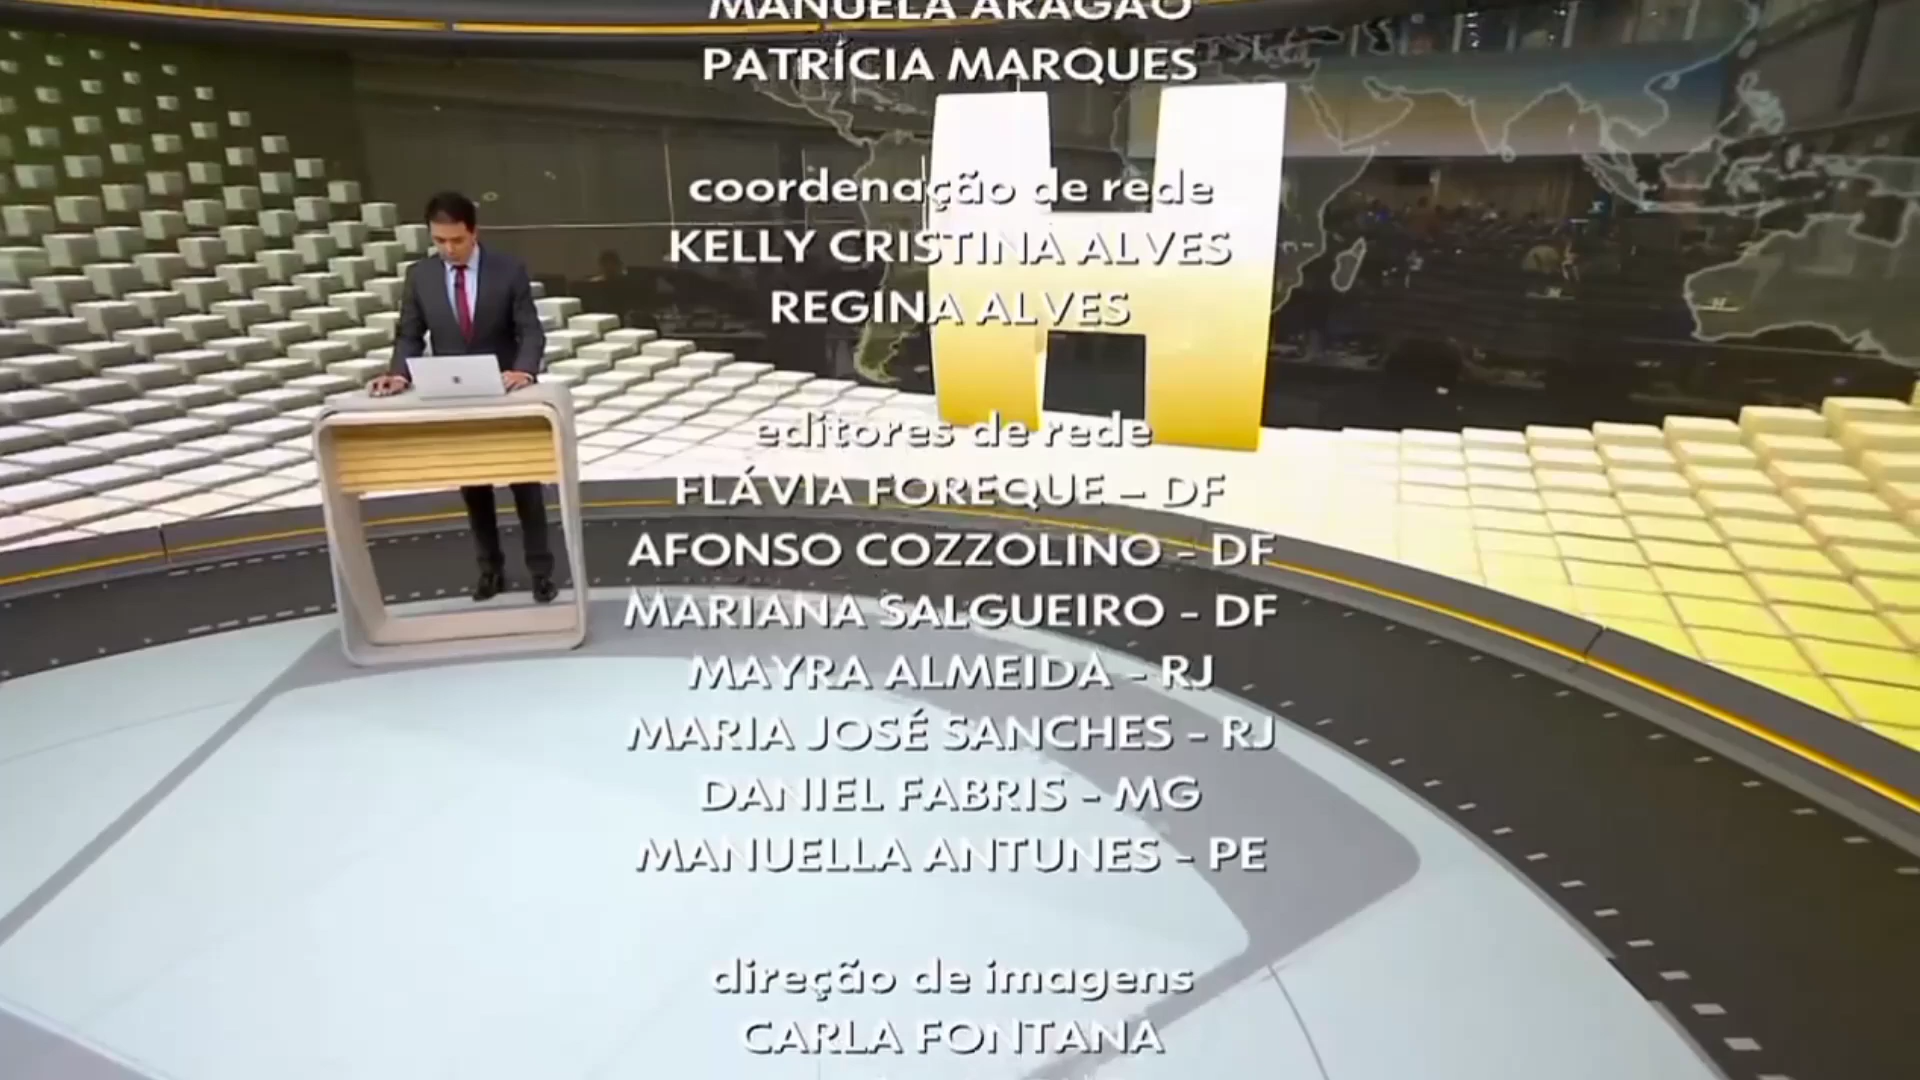 MANUELA ARAGÃO
PATRÍCIA MARQUES
H
coordenação de rede
KELLY CRISTINA ALVES
REGINA ALVES
editores de rede
FLÁVIA FOREQUE – DF
AFONSO COZZOLINO - DF
MARIANA SALGUEIRO - DF
MAYRA ALMEIDA - RJ
MARIA JOSÉ SANCHES - RJ
DANIEL FABRIS - MG
MANUELLA ANTUNES - PE
direção de imagens
CARLA FONTANA